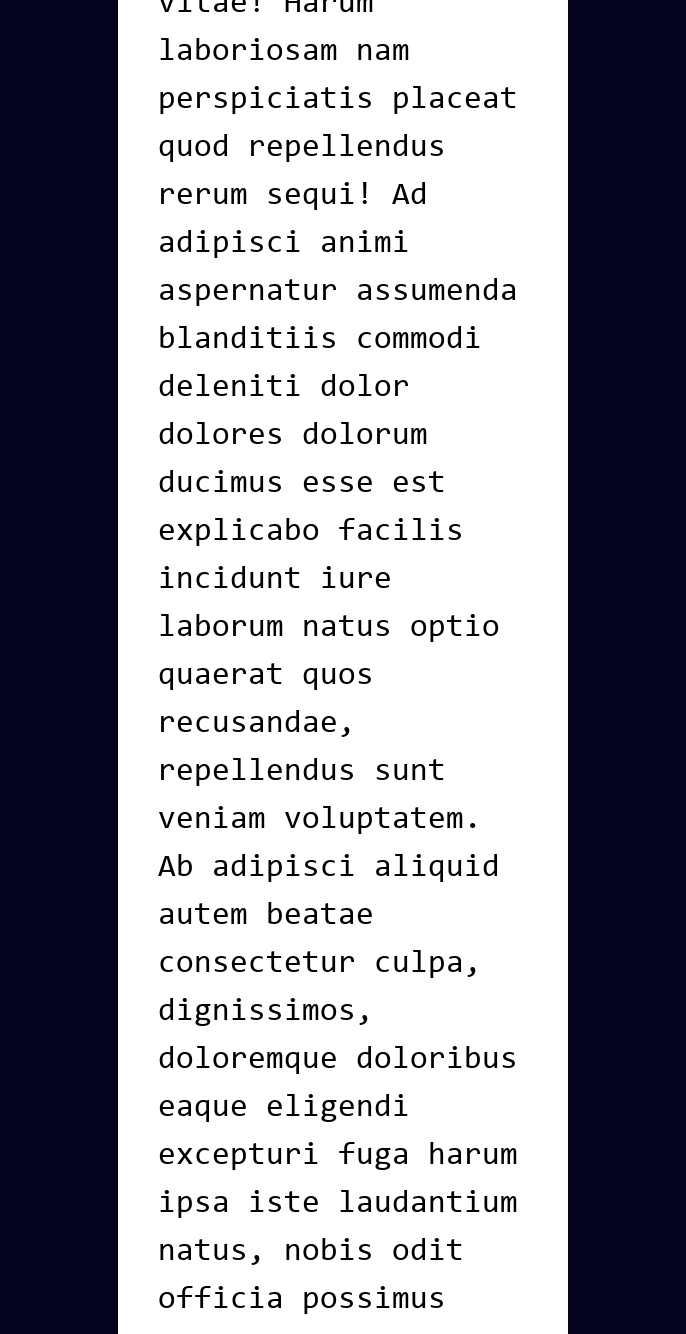 vitae! Harum
laboriosam nam
perspiciatis placeat
quod repellendus
rerum sequi! Ad
adipisci animi
aspernatur assumenda
blanditiis commodi
deleniti dolor
dolores dolorum
ducimus esse est
explicabo facilis
incidunt iure
laborum natus optio
quaerat quos
recusandae,
repellendus sunt
veniam voluptatem.
Ab adipisci aliquid
autem beatae
consectetur culpa,
dignissimos,
doloremque doloribus
eaque eligendi
excepturi fuga harum
ipsa iste laudantium
natus, nobis odit
officia possimus